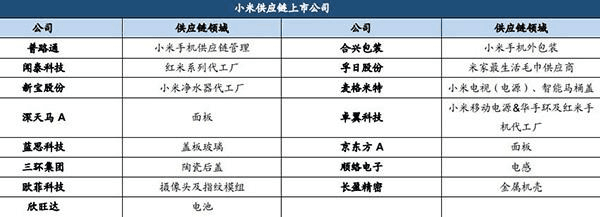 小米供应链上市公司
公司 供应链领域 公司 供应链领域
普路通 小米手机供应链管理 合兴包装 小米手机外包装
闻泰科技 红米系列代工厂 孚日股份 米家最生活毛巾供应商
新宝股份 小米净水器代工厂 麦格米特 小米电视（电源）、智能马桶盖
深天马A 面板 卓翼科技 小米移动电源&华手环及红米手
机代工厂
蓝思科技 盖板玻璃 京东方A 面板
三环集团 陶瓷后盖 顺络电子 电感
欧菲科技 摄像头及指纹模组 长盈精密 金属机壳
欣旺达 电池